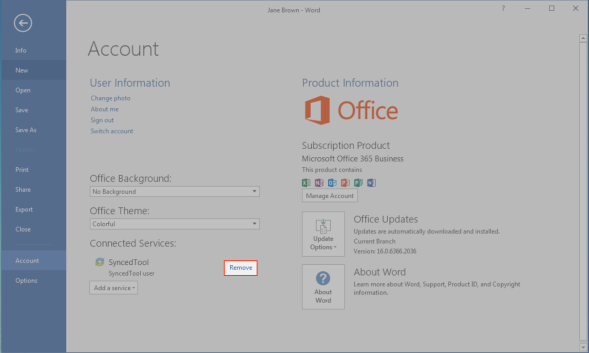 Jane Brown - Word
?
Info
New
Open
Save
Save As
Print
Share
Export
Close
Account
Options
Account
User Information
Change photo
About me
Sign out
Switch account
Office Background:
No Background
Office Theme:
Colorful
Connected Services:
SyncedTool
SyncedTool user
Remove
Add a service
Product Information
Office
Subscription Product
Microsoft Office 365 Business
This product contains
Manage Account
Update
Options
Office Updates
Updates are automatically downloaded and installed.
Current Branch
Version: 16.0.6366.2036
?
About
Word
About Word
Learn more about Word, Support, Product ID, and Copyright
information.